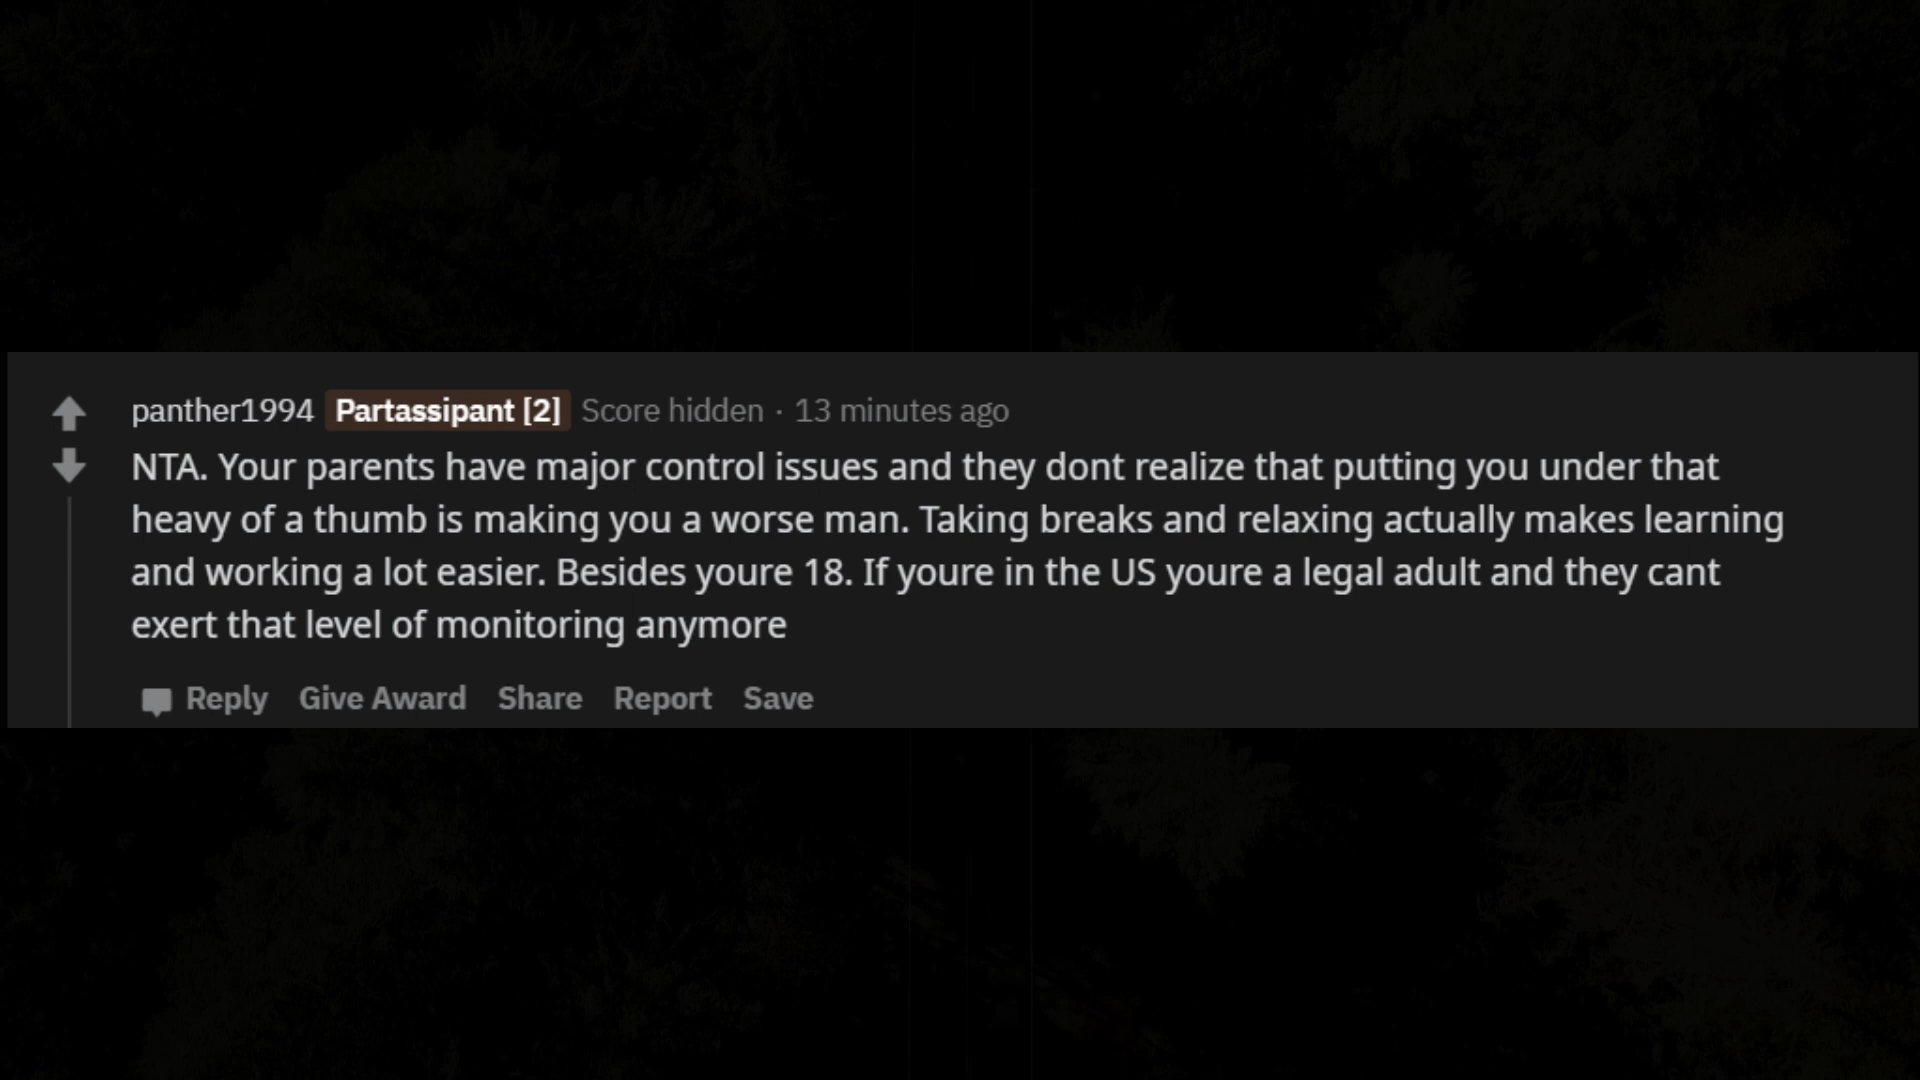 panther1994 Partassipant [2] Score hidden · 13 minutes ago
NTA. Your parents have major control issues and they dont realize that putting you under that
heavy of a thumb is making you a worse man. Taking breaks and relaxing actually makes learning
and working a lot easier. Besides youre 18. If youre in the US youre a legal adult and they cant
exert that level of monitoring anymore
Reply Give Award Share Report Save